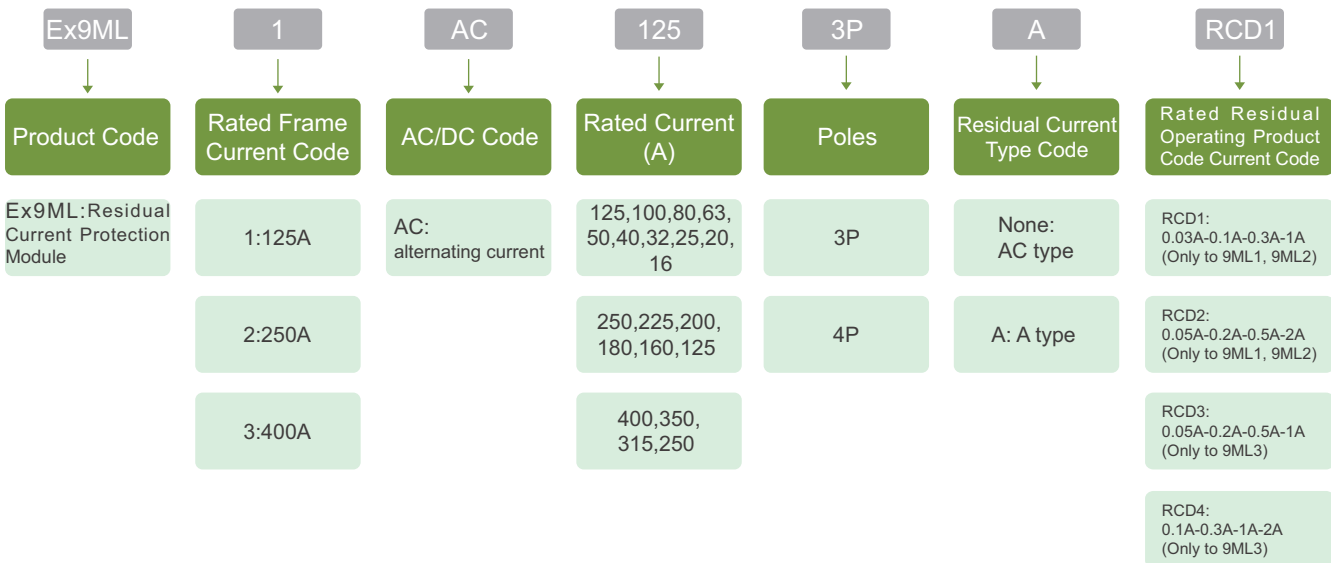 Ex9ML
1
AC
125
3P
A
RCD1
Product Code
Rated Frame
Current Code
AC/DC Code
Rated Current
(A)
Poles
Residual Current
Type Code
Rated Residual
Operating Product
Code Current Code
Ex9ML:Residual
Current Protection
Module
1:125A
AC:
alternating current
125,100,80,63,
50,40,32,25,20,
16
3P
None:
AC type
RCD1:
0.03A-0.1A-0.3A-1A
(Only to 9ML1, 9ML2)
2:250A
250,225,200,
180,160,125
4P
A: A type
RCD2:
0.05A-0.2A-0.5A-2A
(Only to 9ML1, 9ML2)
3:400A
400,350,
315,250
RCD3:
0.05A-0.2A-0.5A-1A
(Only to 9ML3)
RCD4:
0.1A-0.3A-1A-2A
(Only to 9ML3)